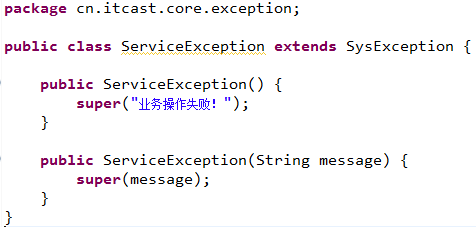 package cn.itcast.core.exception;
public class ServiceException extends SysException {
public ServiceException() {
super("业务操作失败！");
}
public ServiceException(String message) {
super(message);
}
}